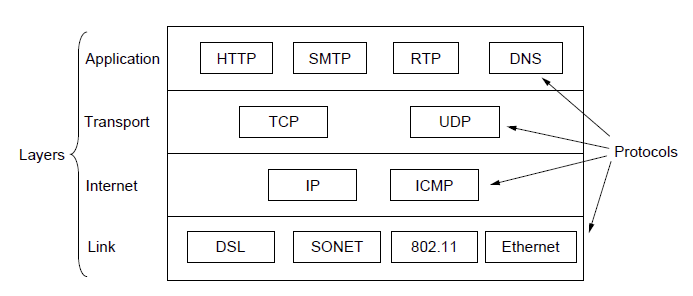 Application HTTP SMTP RTP DNS
Transport TCP UDP
Layers Protocols
Internet IP ICMP
Link DSL SONET 802.11 Ethernet